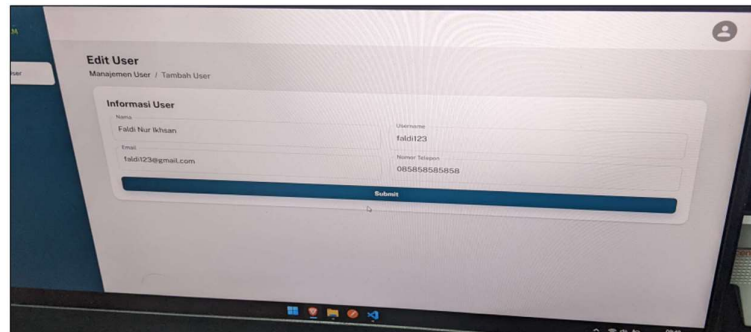 Edit User
Manajemen User / Tambah User
Informasi User
Nama
Faldi Nur Ikhsan
Username
faldi123
Email
faldi123@gmail.com
Nomor Telepon
085858585858
Submit